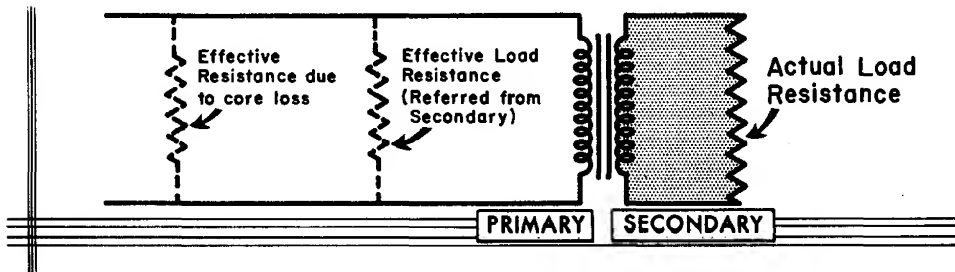 Effective
Resistance due
to core loss
Effective Load
Resistance
(Referred from
Secondary)
Actual Load
Resistance
PRIMARY
SECONDARY